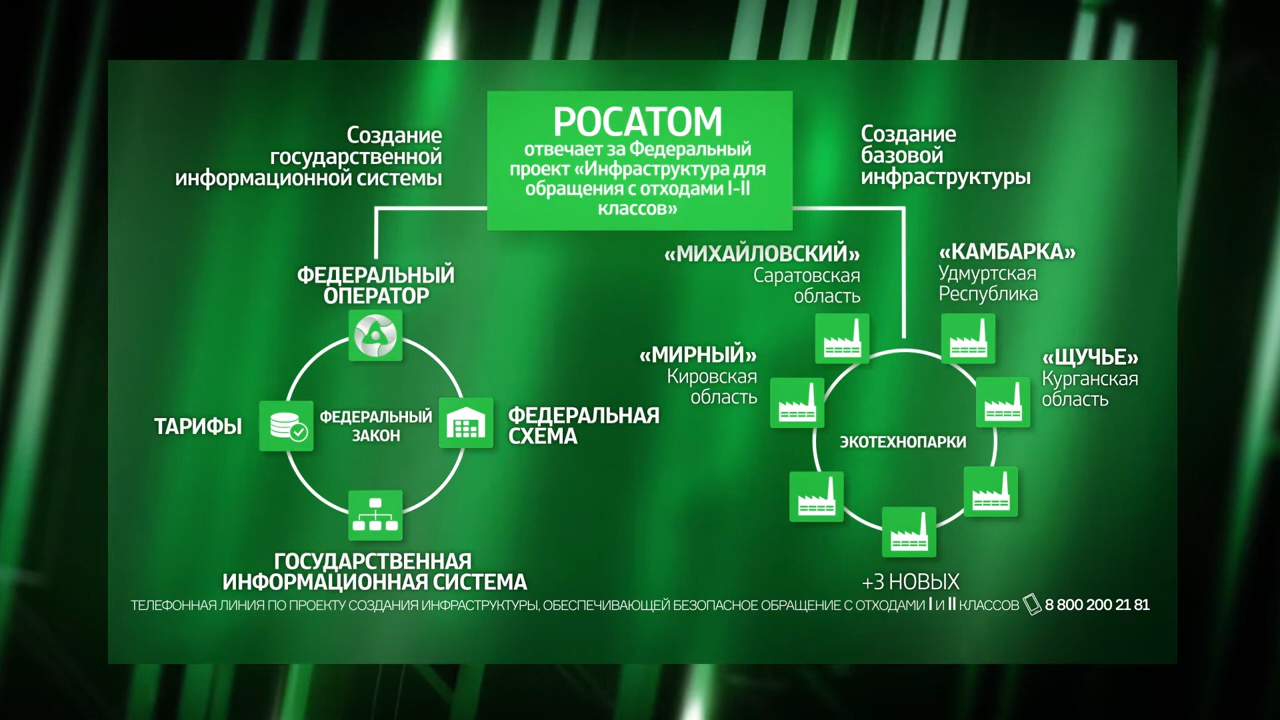 РОСАТОМ
отвечает за Федеральный
проект «Инфраструктура для
обращения с отходами I-II
классов»
Создание
государственной
информационной системы
ФЕДЕРАЛЬНЫЙ
ОПЕРАТОР
ТАРИФЫ
ФЕДЕРАЛЬНЫЙ
ЗАКОН
ФЕДЕРАЛЬНАЯ
СХЕМА
ГОСУДАРСТВЕННАЯ
ИНФОРМАЦИОННАЯ СИСТЕМА
Создание
базовой
инфраструктуры
«МИХАЙЛОВСКИЙ»
Саратовская
область
«КАМБАРКА»
Удмуртская
Республика
«МИРНЫЙ»
Кировская
область
«ЩУЧЬЕ»
Курганская
область
ЭКОТЕХНОПАРКИ
+3 НОВЫХ
ТЕЛЕФОННАЯ ЛИНИЯ ПО ПРОЕКТУ СОЗДАНИЯ ИНФРАСТРУКТУРЫ, ОБЕСПЕЧИВАЮЩЕЙ БЕЗОПАСНОЕ ОБРАЩЕНИЕ С ОТХОДАМИ I И II КЛАССОВ 8 800 200 21 81